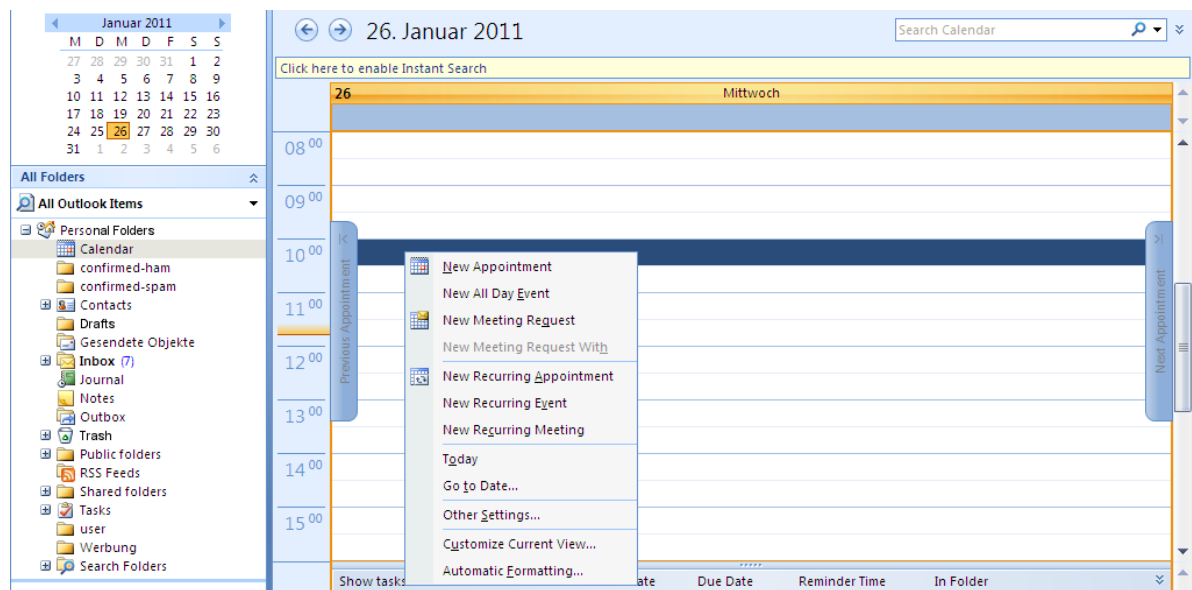 Januar 2011
M D M D F S S
27 28 29 30 31 1 2
3 4 5 6 7 8 9
10 11 12 13 14 15 16
17 18 19 20 21 22 23
24 25 26 27 28 29 30
31 1 2 3 4 5 6
All Folders
All Outlook Items
Personal Folders
Calendar
confirmed-ham
confirmed-spam
Contacts
Drafts
Gesendete Objekte
Inbox (7)
Journal
Notes
Outbox
Trash
Public folders
RSS Feeds
Shared folders
Tasks
user
Werbung
Search Folders
26. Januar 2011
Search Calendar
Click here to enable Instant Search
26 Mittwoch
08 00
09 00
10 00
11 00
12 00
13 00
14 00
15 00
Previous Appointment
Next Appointment
New Appointment
New All Day Event
New Meeting Request
New Meeting Request With
New Recurring Appointment
New Recurring Event
New Recurring Meeting
Today
Go to Date...
Other Settings...
Customize Current View...
Automatic Formatting...
Show tasks ate Due Date Reminder Time In Folder